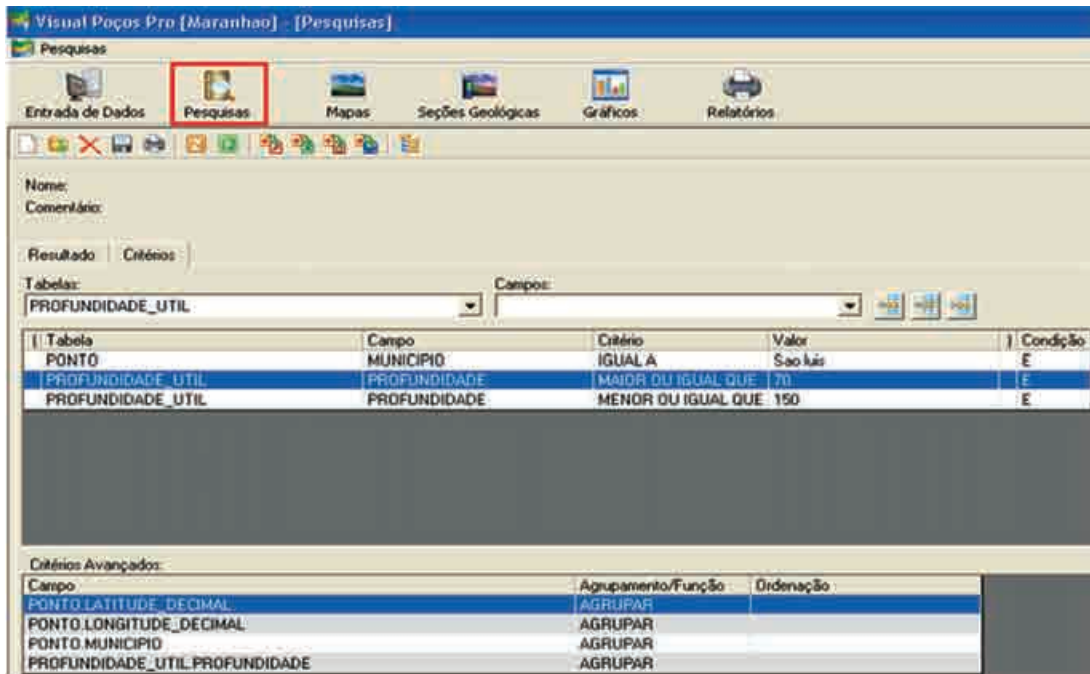 Visual Poços Pro [Maranhao] - [Pesquisas]
Pesquisas
Entrada de Dados Pesquisas Mapas Seções Geológicas Gráficos Relatórios
Nome:
Comentário:
Resultado Critérios
Tabelas: Campos:
PROFUNDIDADE_UTIL
( Tabela Campo Critério Valor ) Condição
PONTO MUNICIPIO IGUAL A Sao luis E
PROFUNDIDADE_UTIL PROFUNDIDADE MAIOR OU IGUAL QUE 70 E
PROFUNDIDADE_UTIL PROFUNDIDADE MENOR OU IGUAL QUE 150 E
Critérios Avançados:
Campo Agrupamento/Função Ordenação
PONTO.LATITUDE_DECIMAL AGRUPAR
PONTO.LONGITUDE_DECIMAL AGRUPAR
PONTO.MUNICIPIO AGRUPAR
PROFUNDIDADE_UTIL.PROFUNDIDADE AGRUPAR